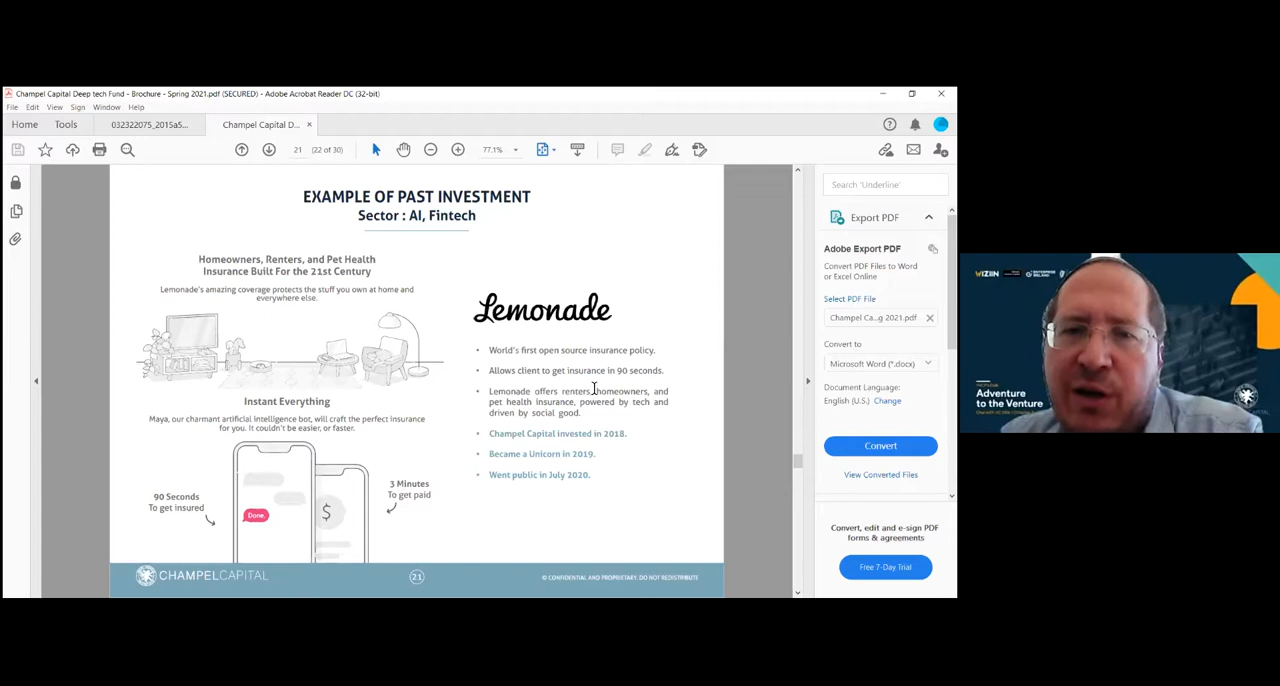 Champel Capital Deep tech Fund - Brochure - Spring 2021.pdf (SECURED) - Adobe Acrobat Reader DC (32-bit)
File Edit View Sign Window Help
Home Tools 032322075_2015a5... Champel Capital D... ×
21 (22 of 30) 77.1%
EXAMPLE OF PAST INVESTMENT
Sector : AI, Fintech
Homeowners, Renters, and Pet Health
Insurance Built For the 21st Century
Lemonade's amazing coverage protects the stuff you own at home and
everywhere else.
Instant Everything
Maya, our charmant artificial intelligence bot, will craft the perfect insurance
for you. It couldn't be easier, or faster.
90 Seconds
To get insured
Done.
$
3 Minutes
To get paid
Lemonade
• World's first open source insurance policy.
• Allows client to get insurance in 90 seconds.
• Lemonade offers renters, homeowners, and
pet health insurance, powered by tech and
driven by social good.
• Champel Capital invested in 2018.
• Became a Unicorn in 2019.
• Went public in July 2020.
CHAMPELCAPITAL
21
© CONFIDENTIAL AND PROPRIETARY. DO NOT REDISTRIBUTE
Search 'Underline'
Export PDF
Adobe Export PDF
Convert PDF Files to Word
or Excel Online
Select PDF File
Champel Ca...g 2021.pdf ×
Convert to
Microsoft Word (*.docx)
Document Language:
English (U.S.) Change
Convert
View Converted Files
Convert, edit and e-sign PDF
forms & agreements
Free 7-Day Trial
WIZIIN
ENTERPRISE
IRELAND
Adventure
to the Venture